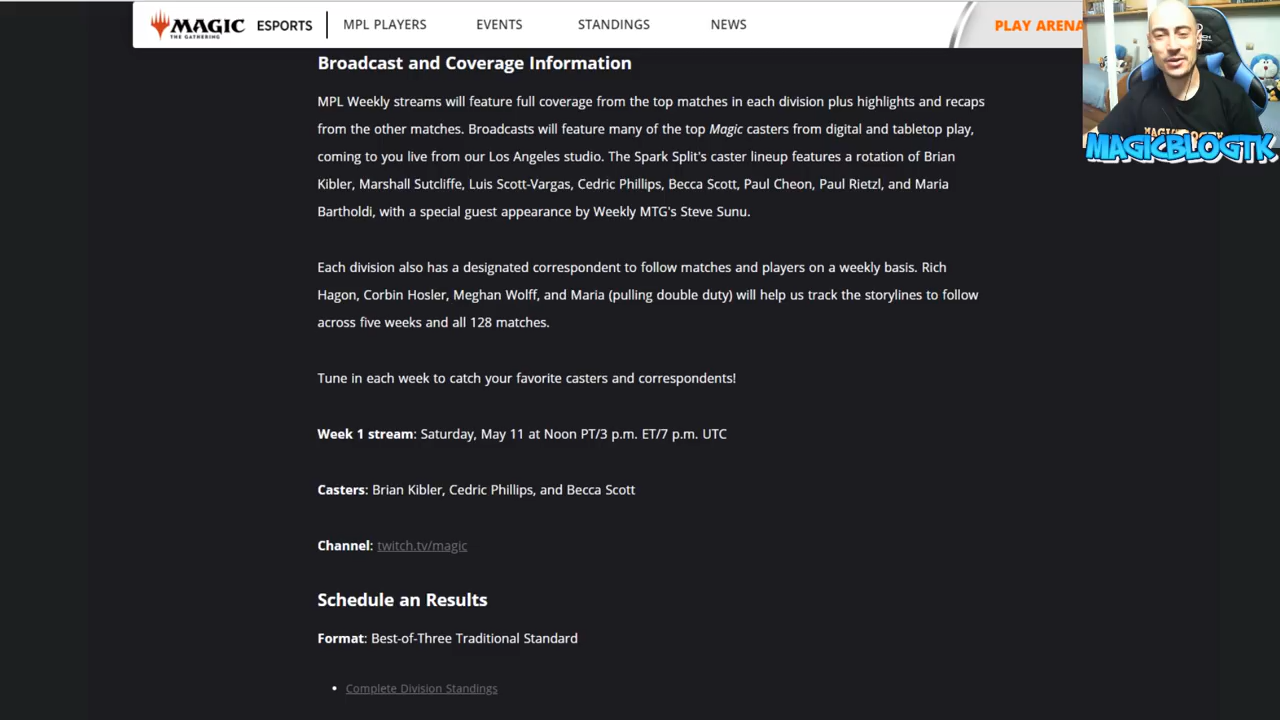 MAGIC THE GATHERING ESPORTS MPL PLAYERS EVENTS STANDINGS NEWS PLAY ARENA
Broadcast and Coverage Information
MPL Weekly streams will feature full coverage from the top matches in each division plus highlights and recaps
from the other matches. Broadcasts will feature many of the top Magic casters from digital and tabletop play,
coming to you live from our Los Angeles studio. The Spark Split's caster lineup features a rotation of Brian
Kibler, Marshall Sutcliffe, Luis Scott-Vargas, Cedric Phillips, Becca Scott, Paul Cheon, Paul Rietzl, and Maria
Bartholdi, with a special guest appearance by Weekly MTG's Steve Sunu.
Each division also has a designated correspondent to follow matches and players on a weekly basis. Rich
Hagon, Corbin Hosler, Meghan Wolff, and Maria (pulling double duty) will help us track the storylines to follow
across five weeks and all 128 matches.
Tune in each week to catch your favorite casters and correspondents!
Week 1 stream: Saturday, May 11 at Noon PT/3 p.m. ET/7 p.m. UTC
Casters: Brian Kibler, Cedric Phillips, and Becca Scott
Channel: twitch.tv/magic
Schedule an Results
Format: Best-of-Three Traditional Standard
• Complete Division Standings
MAGICBLOGTK